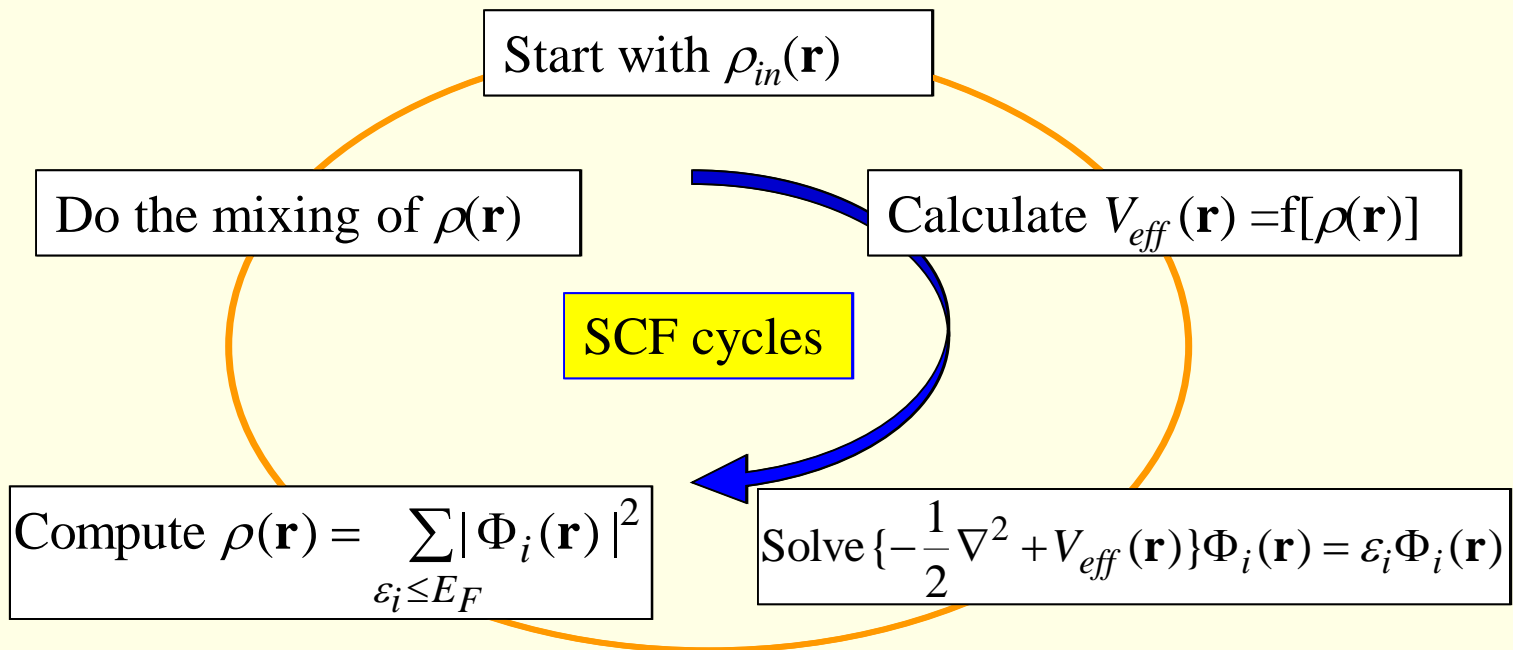 Start with ρ_in(r)
Do the mixing of ρ(r)
Calculate V_eff(r) =f[ρ(r)]
SCF cycles
Compute ρ(r) = ∑_{ε_i≤E_F} |Φ_i(r)|²
Solve {-1/2 ∇² +V_eff(r)}Φ_i(r) = ε_iΦ_i(r)